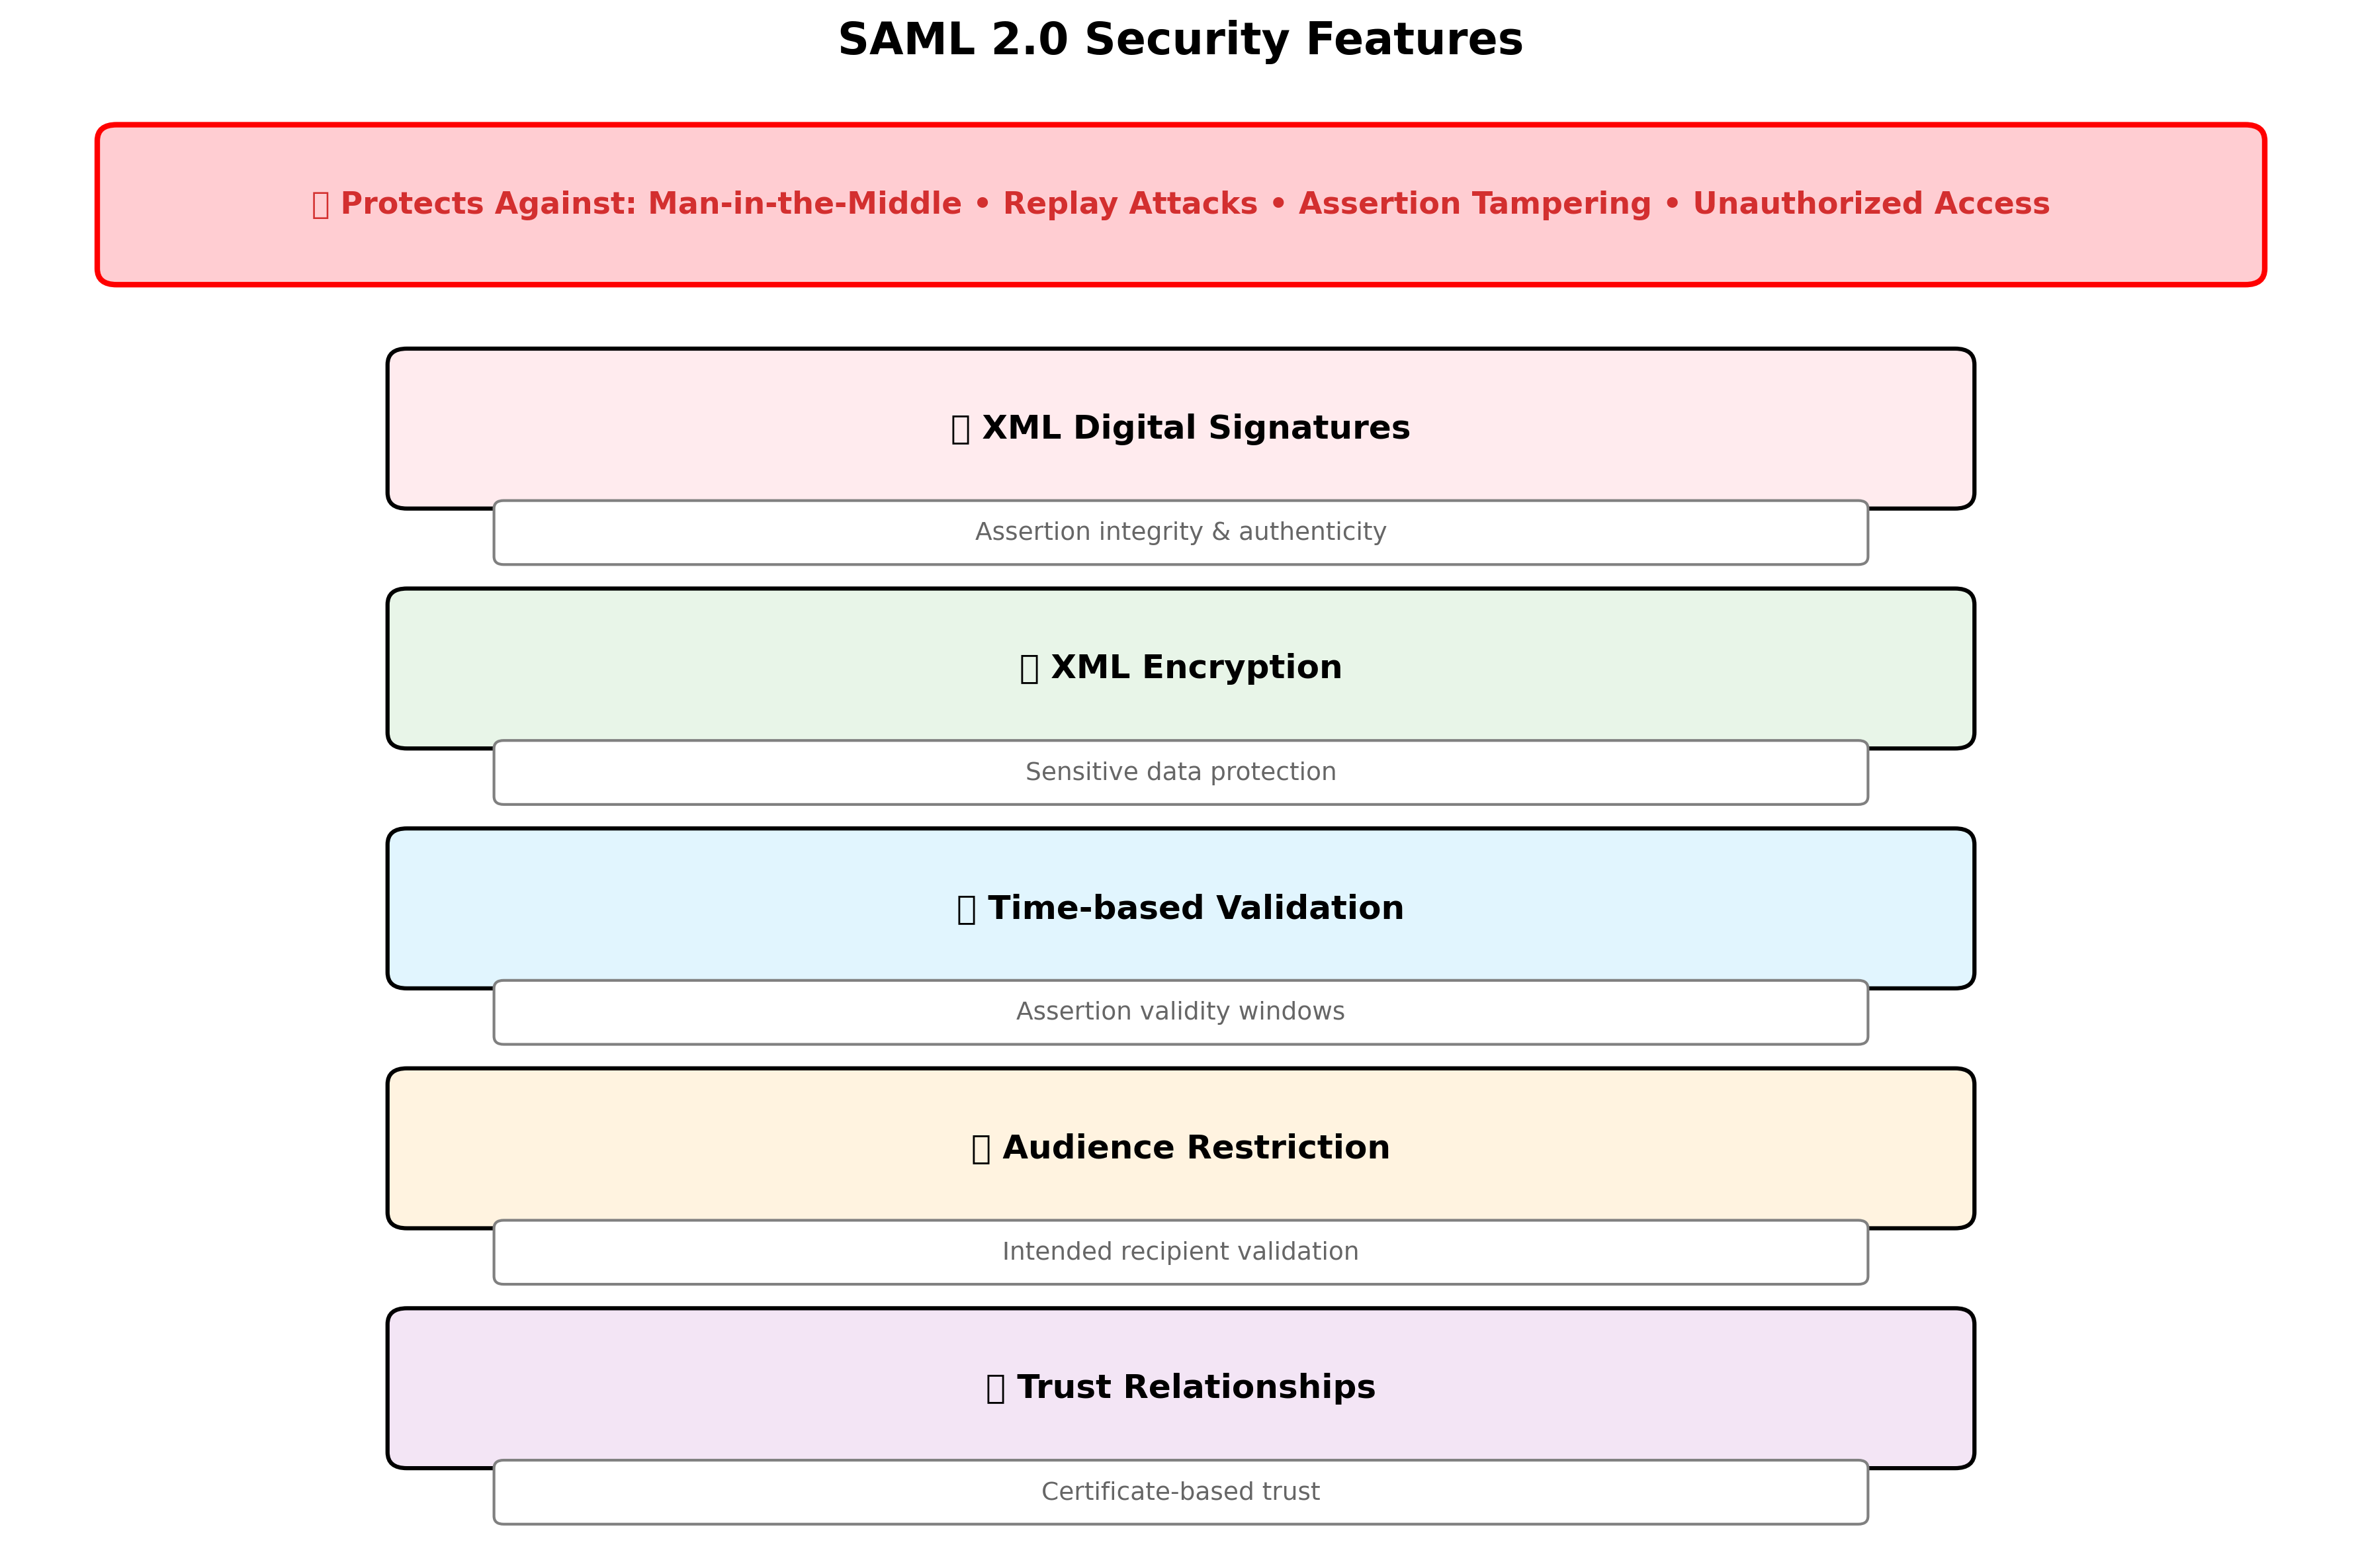 SAML 2.0 Security Features
Protects Against: Man-in-the-Middle • Replay Attacks • Assertion Tampering • Unauthorized Access
XML Digital Signatures
Assertion integrity & authenticity
XML Encryption
Sensitive data protection
Time-based Validation
Assertion validity windows
Audience Restriction
Intended recipient validation
Trust Relationships
Certificate-based trust